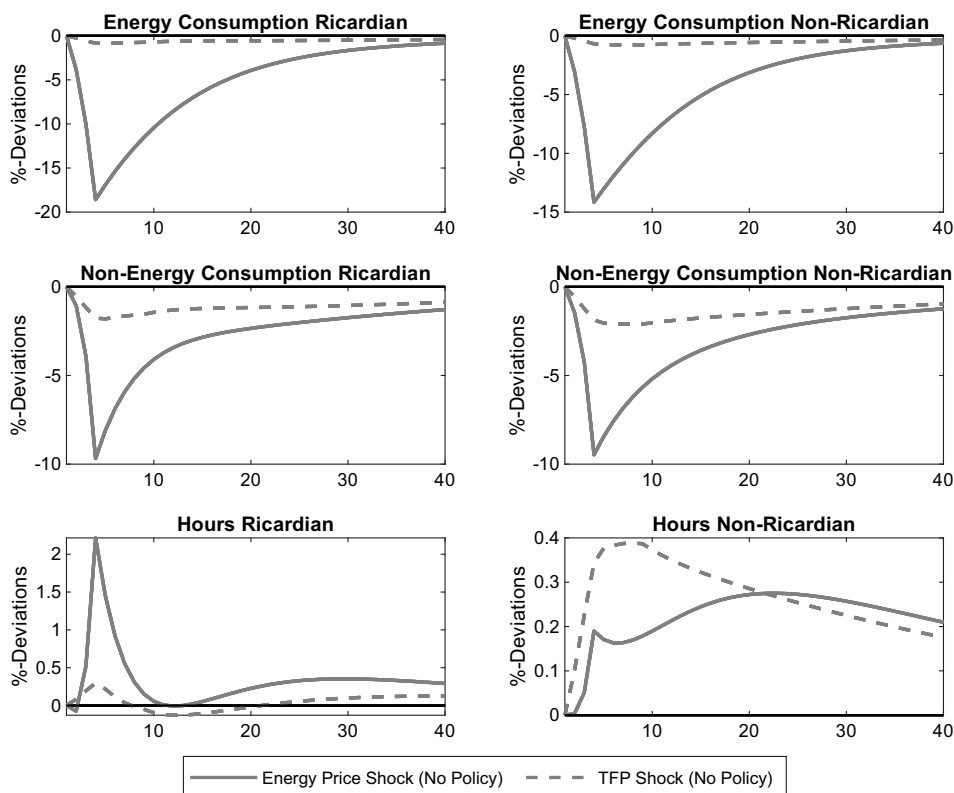 Energy Consumption Ricardian
%-Deviations
0
-5
-10
-15
-20
10 20 30 40
Energy Consumption Non-Ricardian
%-Deviations
0
-5
-10
-15
10 20 30 40
Non-Energy Consumption Ricardian
%-Deviations
0
-5
-10
10 20 30 40
Non-Energy Consumption Non-Ricardian
%-Deviations
0
-5
-10
10 20 30 40
Hours Ricardian
%-Deviations
2
1.5
1
0.5
0
10 20 30 40
Hours Non-Ricardian
%-Deviations
0.4
0.3
0.2
0.1
0
10 20 30 40
Energy Price Shock (No Policy) TFP Shock (No Policy)